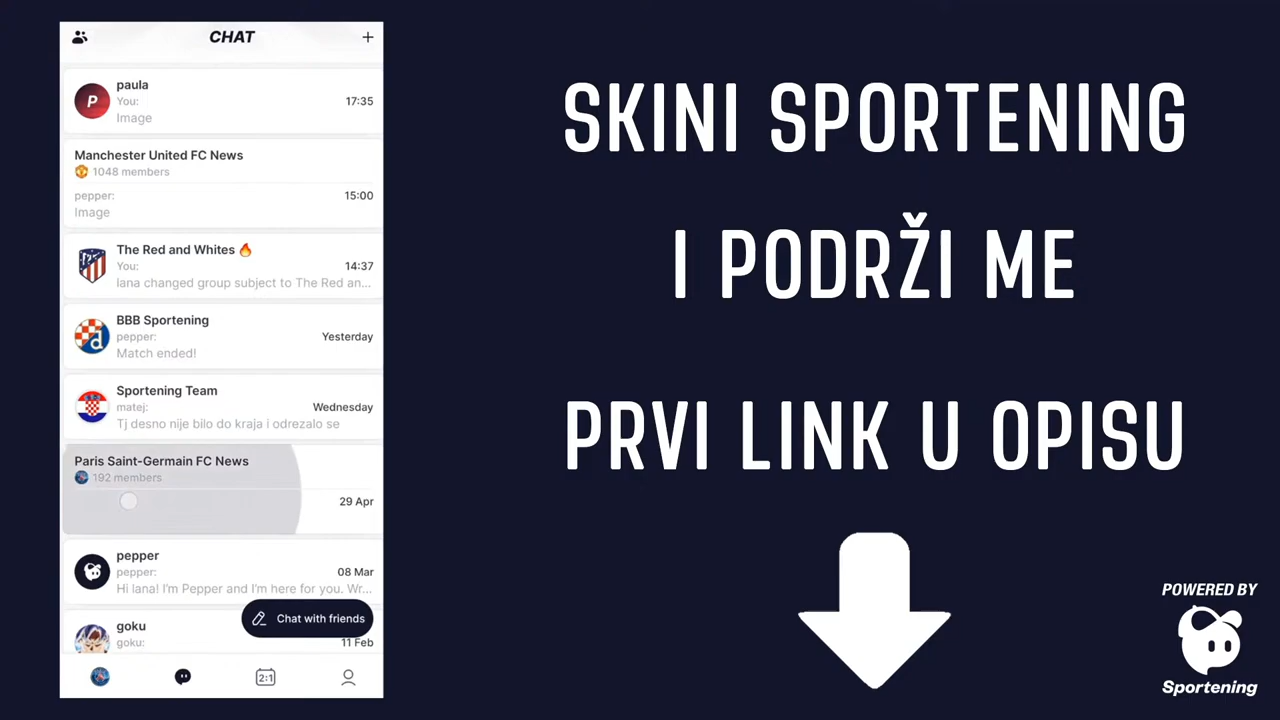 CHAT
paula
You:
17:35
Image
Manchester United FC News
1048 members
pepper:
15:00
Image
The Red and Whites 🔥
You:
14:37
lana changed group subject to The Red an...
BBB Sportening
pepper:
Yesterday
Match ended!
Sportening Team
matej:
Wednesday
Tj desno nije bilo do kraja i odrezalo se
Paris Saint-Germain FC News
192 members
29 Apr
pepper
pepper:
08 Mar
Hi lana! I'm Pepper and I'm here for you. Wr...
goku
goku:
11 Feb
Chat with friends
2:1
SKINI SPORTENING
I PODRŽI ME
PRVI LINK U OPISU
POWERED BY
Sportening